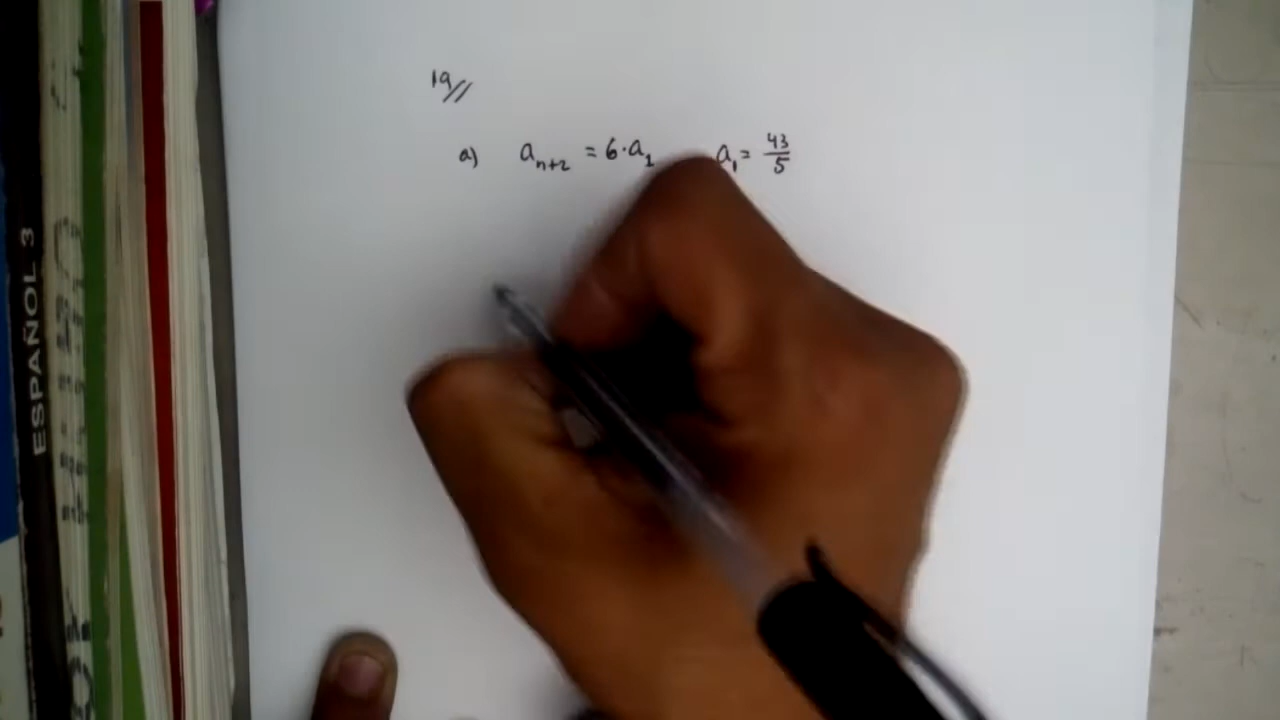 19//
a) a_{n+2} = 6·a_1 a_1 = 43/5
ESPAÑOL 3